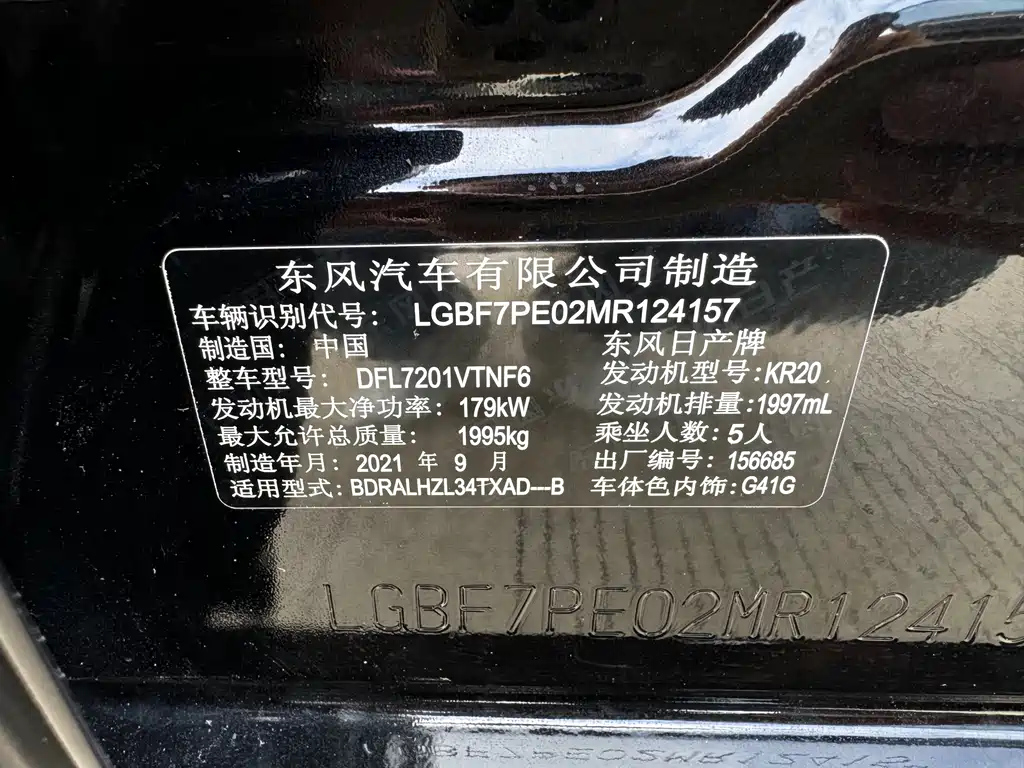 东风汽车有限公司制造
车辆识别代号: LGBF7PE02MR124157
制造国: 中国 东风日产牌
整车型号: DFL7201VTNF6 发动机型号:KR20
发动机最大净功率: 179kW 发动机排量:1997mL
最大允许总质量: 1995kg 乘坐人数: 5人
制造年月: 2021 年 9 月 出厂编号: 156685
适用型式: BDRALHZL34TXAD---B 车体色内饰:G41G
LGBF7PE02MR12415